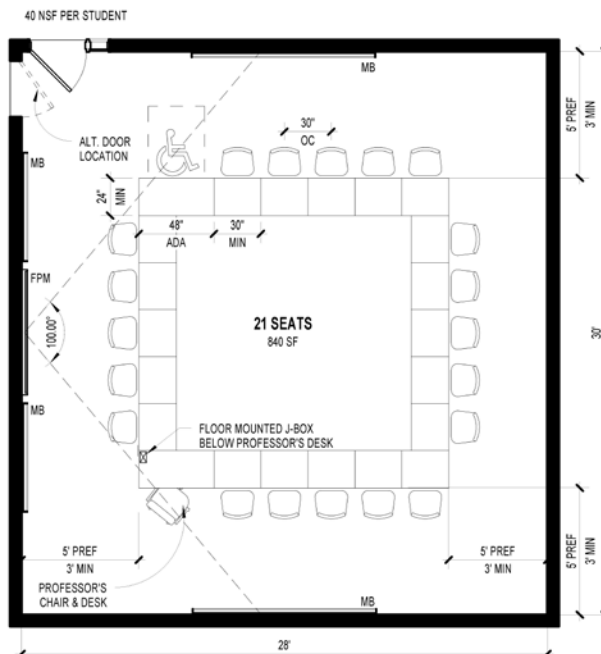 40 NSF PER STUDENT
MB
ALT. DOOR
LOCATION
30"
OC
5' PREF
3' MIN
MB
24"
MIN
48"
ADA
30"
MIN
FPM
100.00°
21 SEATS
840 SF
30'
MB
FLOOR MOUNTED J-BOX
BELOW PROFESSOR'S DESK
5' PREF
3' MIN
5' PREF
3' MIN
5' PREF
3' MIN
PROFESSOR'S
CHAIR & DESK
MB
28'